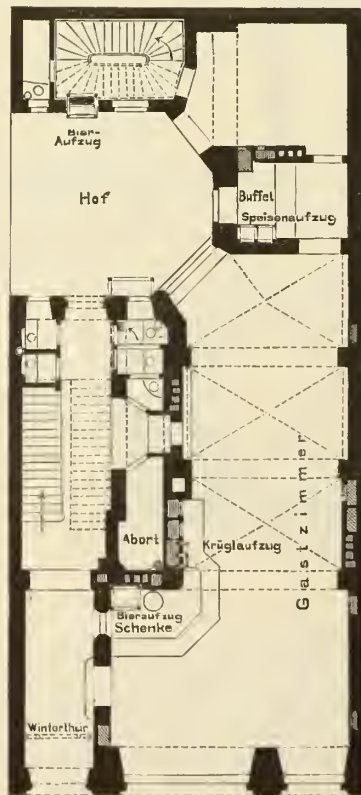 Bier-
Aufzug
Hof
Buffet
Speisenaufzug
Gastzimmer
Abort
Krüglaufzug
Bieraufzug
Schenke
Winterthür